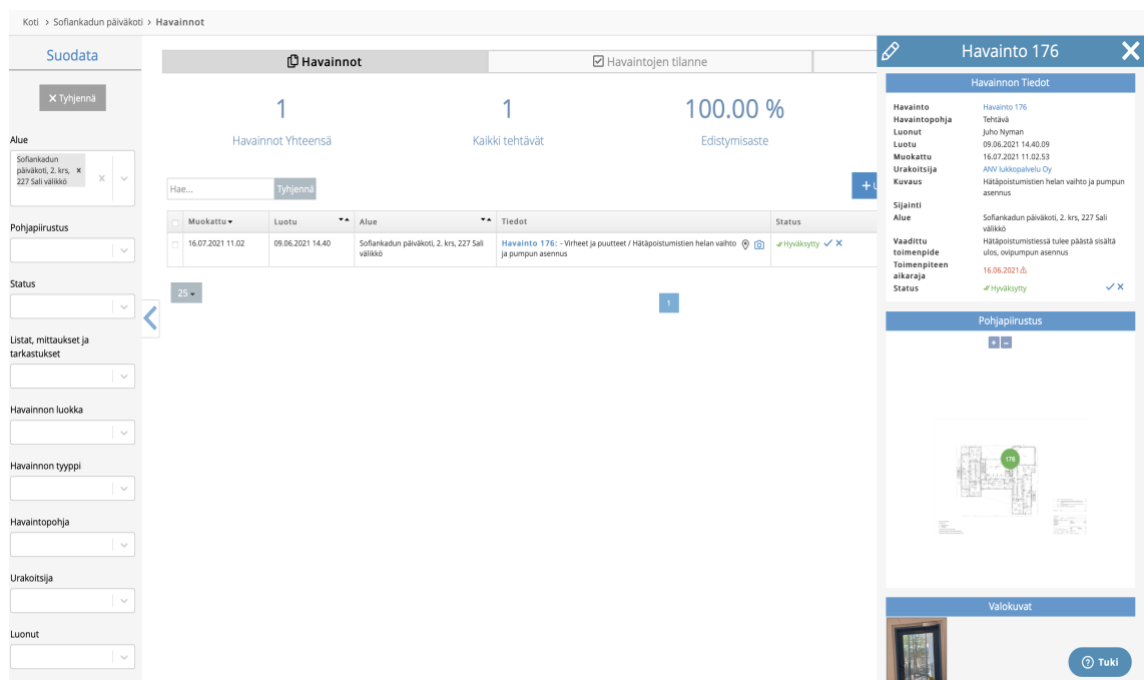 Koti > Sofiankadun päiväkoti > Havainnot
Suodata
× Tyhjennä
Alue
Sofiankadun
päiväkoti, 2. krs,
227 Sali välikkö
Pohjapiirustus
Status
Listat, mittaukset ja
tarkastukset
Havainnon luokka
Havainnon tyyppi
Havaintopohja
Urakoitsija
Luonut
Havainnot
Havaintojen tilanne
1
Havainnot Yhteensä
1
Kaikki tehtävät
100.00 %
Edistymisaste
Hae...
Tyhjennä
Muokattu
Luotu
Alue
Tiedot
Status
16.07.2021 11.02
09.06.2021 14.40
Sofiankadun päiväkoti, 2. krs, 227 Sali
välikkö
Havainto 176: - Virheet ja puutteet / Hätäpoistumistien helan vaihto
ja pumpun asennus
Hyväksytty
25
1
Havainto 176
Havainnon Tiedot
Havainto Havainto 176
Havaintopohja Tehtävä
Luonut Juho Nyman
Luotu 09.06.2021 14.40.09
Muokattu 16.07.2021 11.02.53
Urakoitsija ANV lukkopalvelu Oy
Kuvaus Hätäpoistumistien helan vaihto ja pumpun
asennus
Sijainti
Alue Sofiankadun päiväkoti, 2. krs, 227 Sali
välikkö
Vaadittu Hätäpoistumistiessä tulee päästä sisältä
toimenpide ulos, ovipumpun asennus
Toimenpiteen
aikaraja 16.06.2021
Status Hyväksytty
Pohjapiirustus
176
Valokuvat
Tuki